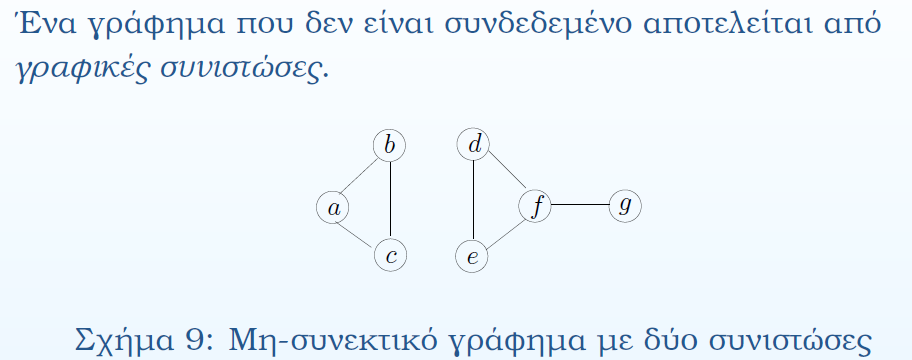 Ένα γράφημα που δεν είναι συνδεδεμένο αποτελείται από
γραφικές συνιστώσες.
b
d
a
f
g
c
e
Σχήμα 9: Μη-συνεκτικό γράφημα με δύο συνιστώσες